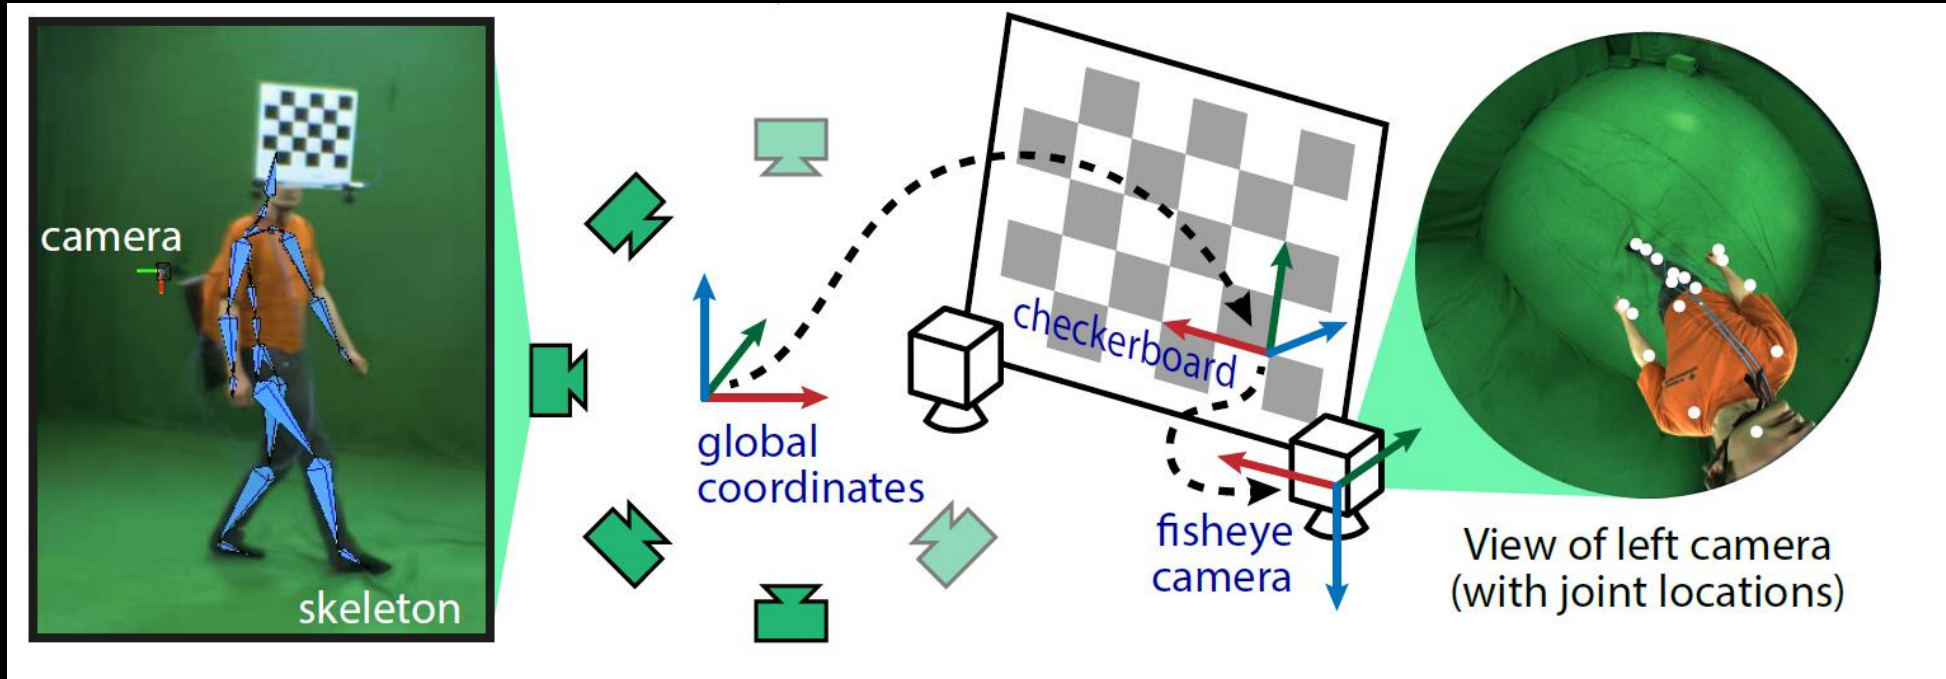 camera
skeleton
global
coordinates
checkerboard
fisheye
camera
View of left camera
(with joint locations)